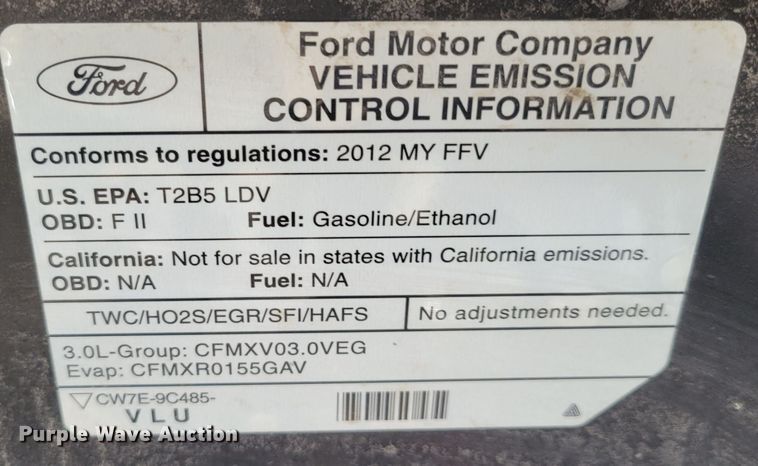 Ford
Ford Motor Company
VEHICLE EMISSION
CONTROL INFORMATION
Conforms to regulations: 2012 MY FFV
U.S. EPA: T2B5 LDV
OBD: F II Fuel: Gasoline/Ethanol
California: Not for sale in states with California emissions.
OBD: N/A Fuel: N/A
TWC/HO2S/EGR/SFI/HAFS No adjustments needed.
3.0L-Group: CFMXV03.0VEG
Evap: CFMXR0155GAV
CW7E-9C485-
V L U
Purple Wave Auction